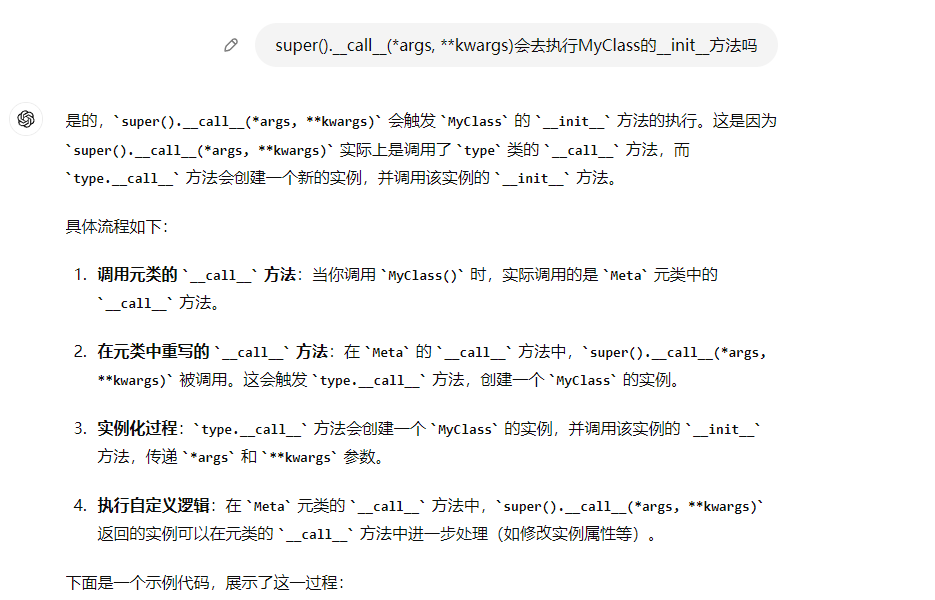 super().__call__(*args, **kwargs)会去执行MyClass的__init__方法吗
是的，`super().__call__(*args, **kwargs)` 会触发 `MyClass` 的 `__init__` 方法的执行。这是因为
`super().__call__(*args, **kwargs)` 实际上是调用了 `type` 类的 `__call__` 方法，而
`type.__call__` 方法会创建一个新的实例，并调用该实例的 `__init__` 方法。
具体流程如下：
1. 调用元类的 `__call__` 方法：当你调用 `MyClass()` 时，实际调用的是 `Meta` 元类中的
`__call__` 方法。
2. 在元类中重写的 `__call__` 方法：在 `Meta` 的 `__call__` 方法中，`super().__call__(*args,
**kwargs)` 被调用。这会触发 `type.__call__` 方法，创建一个 `MyClass` 的实例。
3. 实例化过程：`type.__call__` 方法会创建一个 `MyClass` 的实例，并调用该实例的 `__init__`
方法，传递 `*args` 和 `**kwargs` 参数。
4. 执行自定义逻辑：在 `Meta` 元类的 `__call__` 方法中，`super().__call__(*args, **kwargs)`
返回的实例可以在元类的 `__call__` 方法中进一步处理（如修改实例属性等）。
下面是一个示例代码，展示了这一过程：